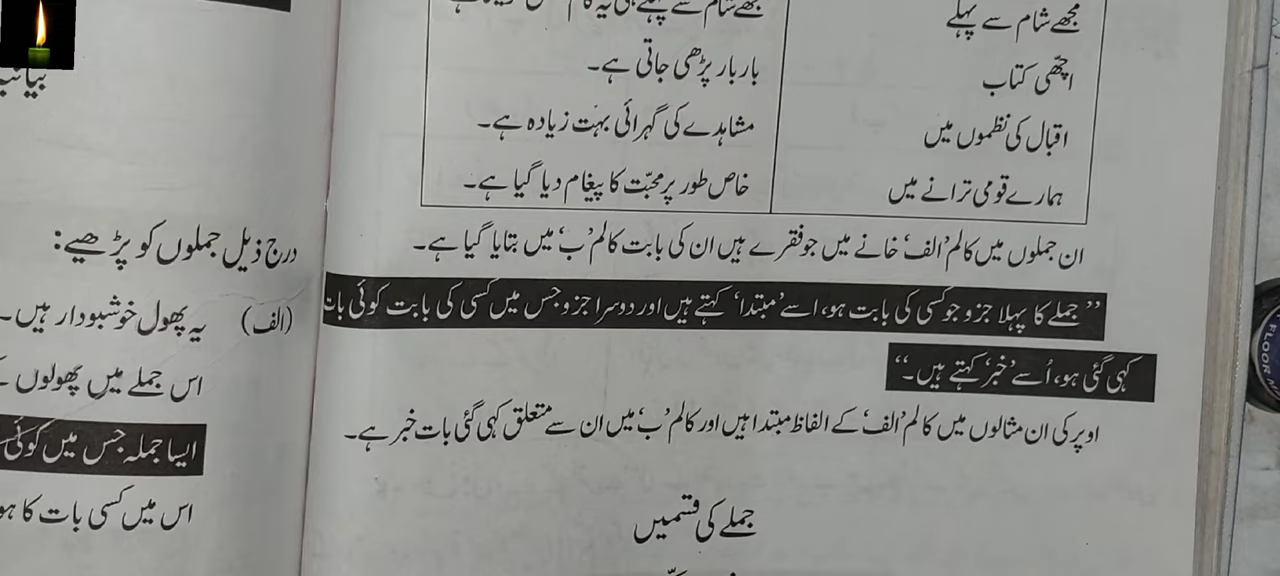 مجھے شام سے پہلے
اچھّی کتاب
بار بار پڑھی جاتی ہے۔
اقبال کی نظموں میں
مشاہدے کی گہرائی بہت زیادہ ہے۔
ہمارے قومی ترانے میں
خاص طور پر محبّت کا پیغام دیا گیا ہے۔
ان جملوں میں کالم ’الف‘ خانے میں جو فقرے ہیں ان کی بابت کالم ’ب‘ میں بتایا گیا ہے۔
”جملے کا پہلا جزو جو کسی کی بابت ہو، اسے ’مبتدا‘ کہتے ہیں اور دوسرا جزو جس میں کسی کی بابت کوئی بات
کہی گئی ہو، اُسے ’خبر‘ کہتے ہیں۔“
اوپر کی ان مثالوں میں کالم ’الف‘ کے الفاظ مبتدا ہیں اور کالم ’ب‘ میں ان سے متعلق کہی گئی بات خبر ہے۔
جملے کی قسمیں
درج ذیل جملوں کو پڑھیے:
(الف) یہ پھول خوشبودار ہیں۔
اس جملے میں پھولوں
ایسا جملہ جس میں کوئی
اس میں کسی بات کا